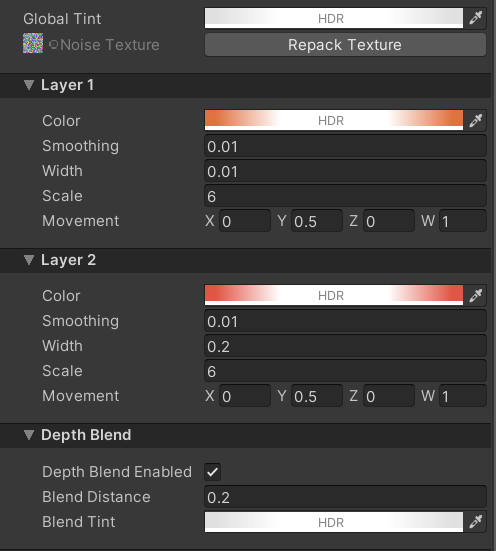 Global Tint HDR
Noise Texture Repack Texture
Layer 1
Color HDR
Smoothing 0.01
Width 0.01
Scale 6
Movement X 0 Y 0.5 Z 0 W 1
Layer 2
Color HDR
Smoothing 0.01
Width 0.2
Scale 6
Movement X 0 Y 0.5 Z 0 W 1
Depth Blend
Depth Blend Enabled
Blend Distance 0.2
Blend Tint HDR